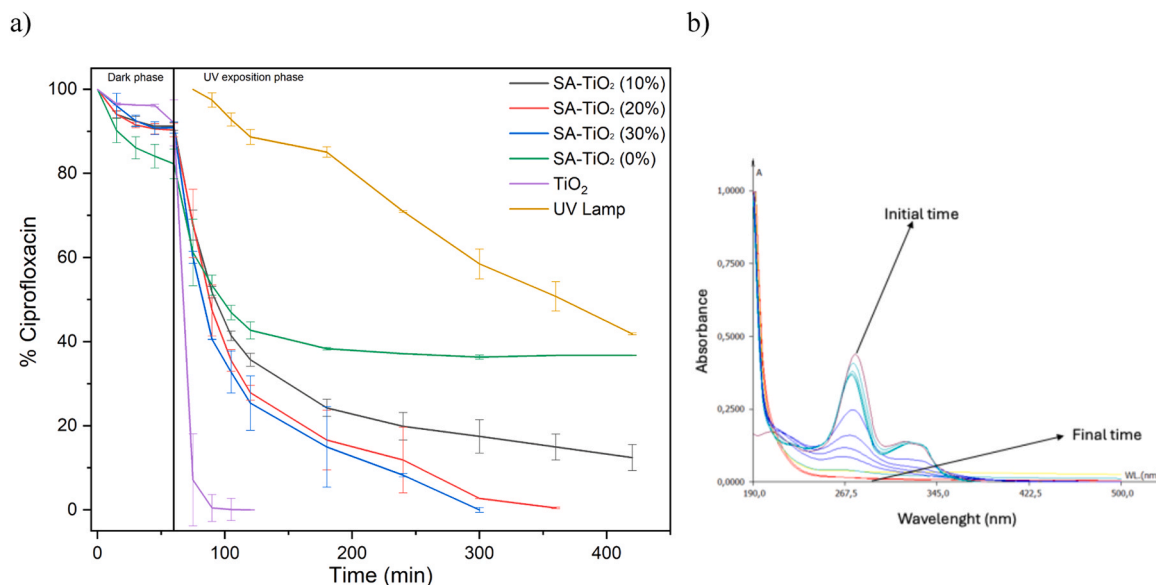 a)
b)
Dark phase
UV exposition phase
SA-TiO₂ (10%)
SA-TiO₂ (20%)
SA-TiO₂ (30%)
SA-TiO₂ (0%)
TiO₂
UV Lamp
% Ciprofloxacin
100
80
60
40
20
0
0 100 200 300 400
Time (min)
A
1,0000
0,7500
0,5000
0,2500
0,0000
Absorbance
Initial time
Final time
WL.(nm
190,0 267,5 345,0 422,5 500,0
Wavelenght (nm)